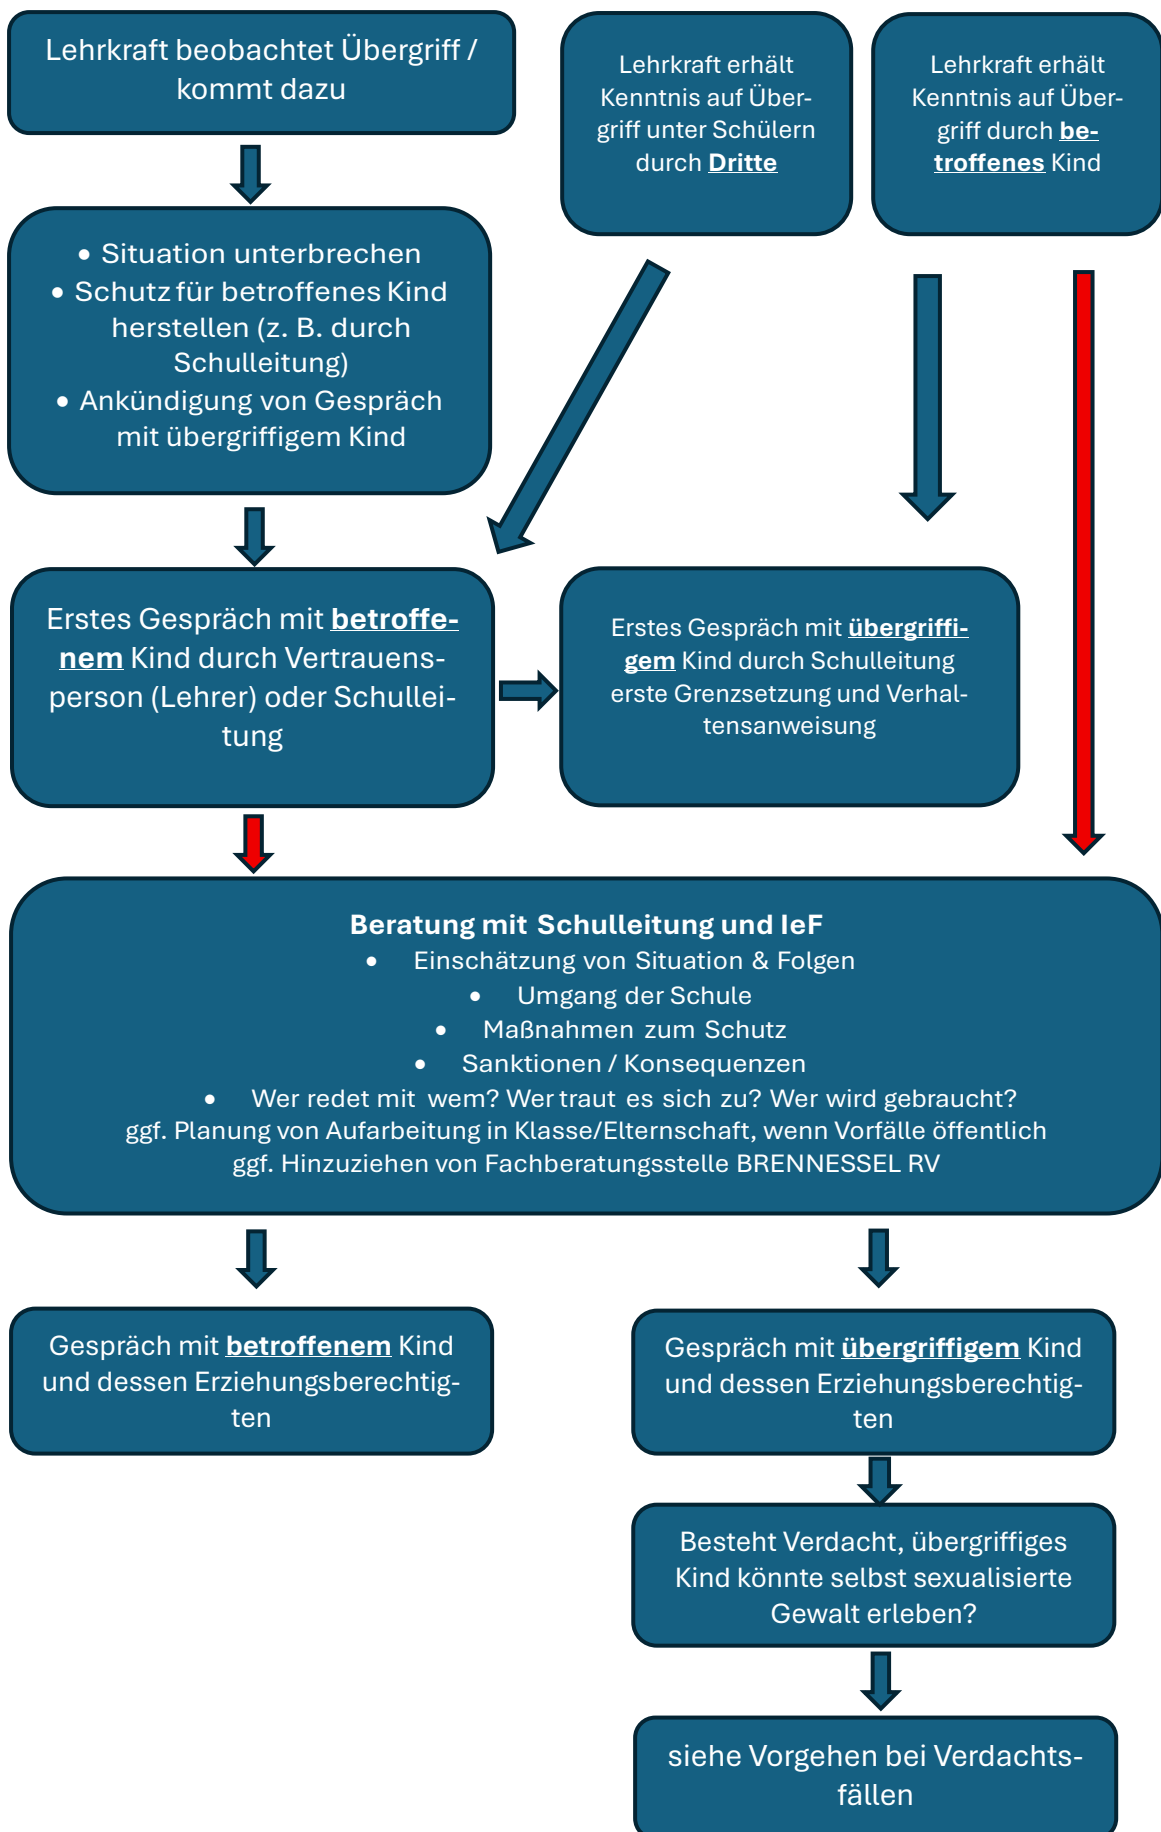 Lehrkraft beobachtet Übergriff /
kommt dazu
Lehrkraft erhält
Kenntnis auf Über-
griff unter Schülern
durch Dritte
Lehrkraft erhält
Kenntnis auf Über-
griff durch be-
troffenes Kind
• Situation unterbrechen
• Schutz für betroffenes Kind
herstellen (z. B. durch
Schulleitung)
• Ankündigung von Gespräch
mit übergriffigem Kind
Erstes Gespräch mit betroffe-
nem Kind durch Vertrauens-
person (Lehrer) oder Schullei-
tung
Erstes Gespräch mit übergriffi-
gem Kind durch Schulleitung
erste Grenzsetzung und Verhal-
tensanweisung
Beratung mit Schulleitung und IeF
• Einschätzung von Situation & Folgen
• Umgang der Schule
• Maßnahmen zum Schutz
• Sanktionen / Konsequenzen
• Wer redet mit wem? Wer traut es sich zu? Wer wird gebraucht?
ggf. Planung von Aufarbeitung in Klasse/Elternschaft, wenn Vorfälle öffentlich
ggf. Hinzuziehen von Fachberatungsstelle BRENNESSEL RV
Gespräch mit betroffenem Kind
und dessen Erziehungsberechtig-
ten
Gespräch mit übergriffigem Kind
und dessen Erziehungsberechtig-
ten
Besteht Verdacht, übergriffiges
Kind könnte selbst sexualisierte
Gewalt erleben?
siehe Vorgehen bei Verdachts-
fällen